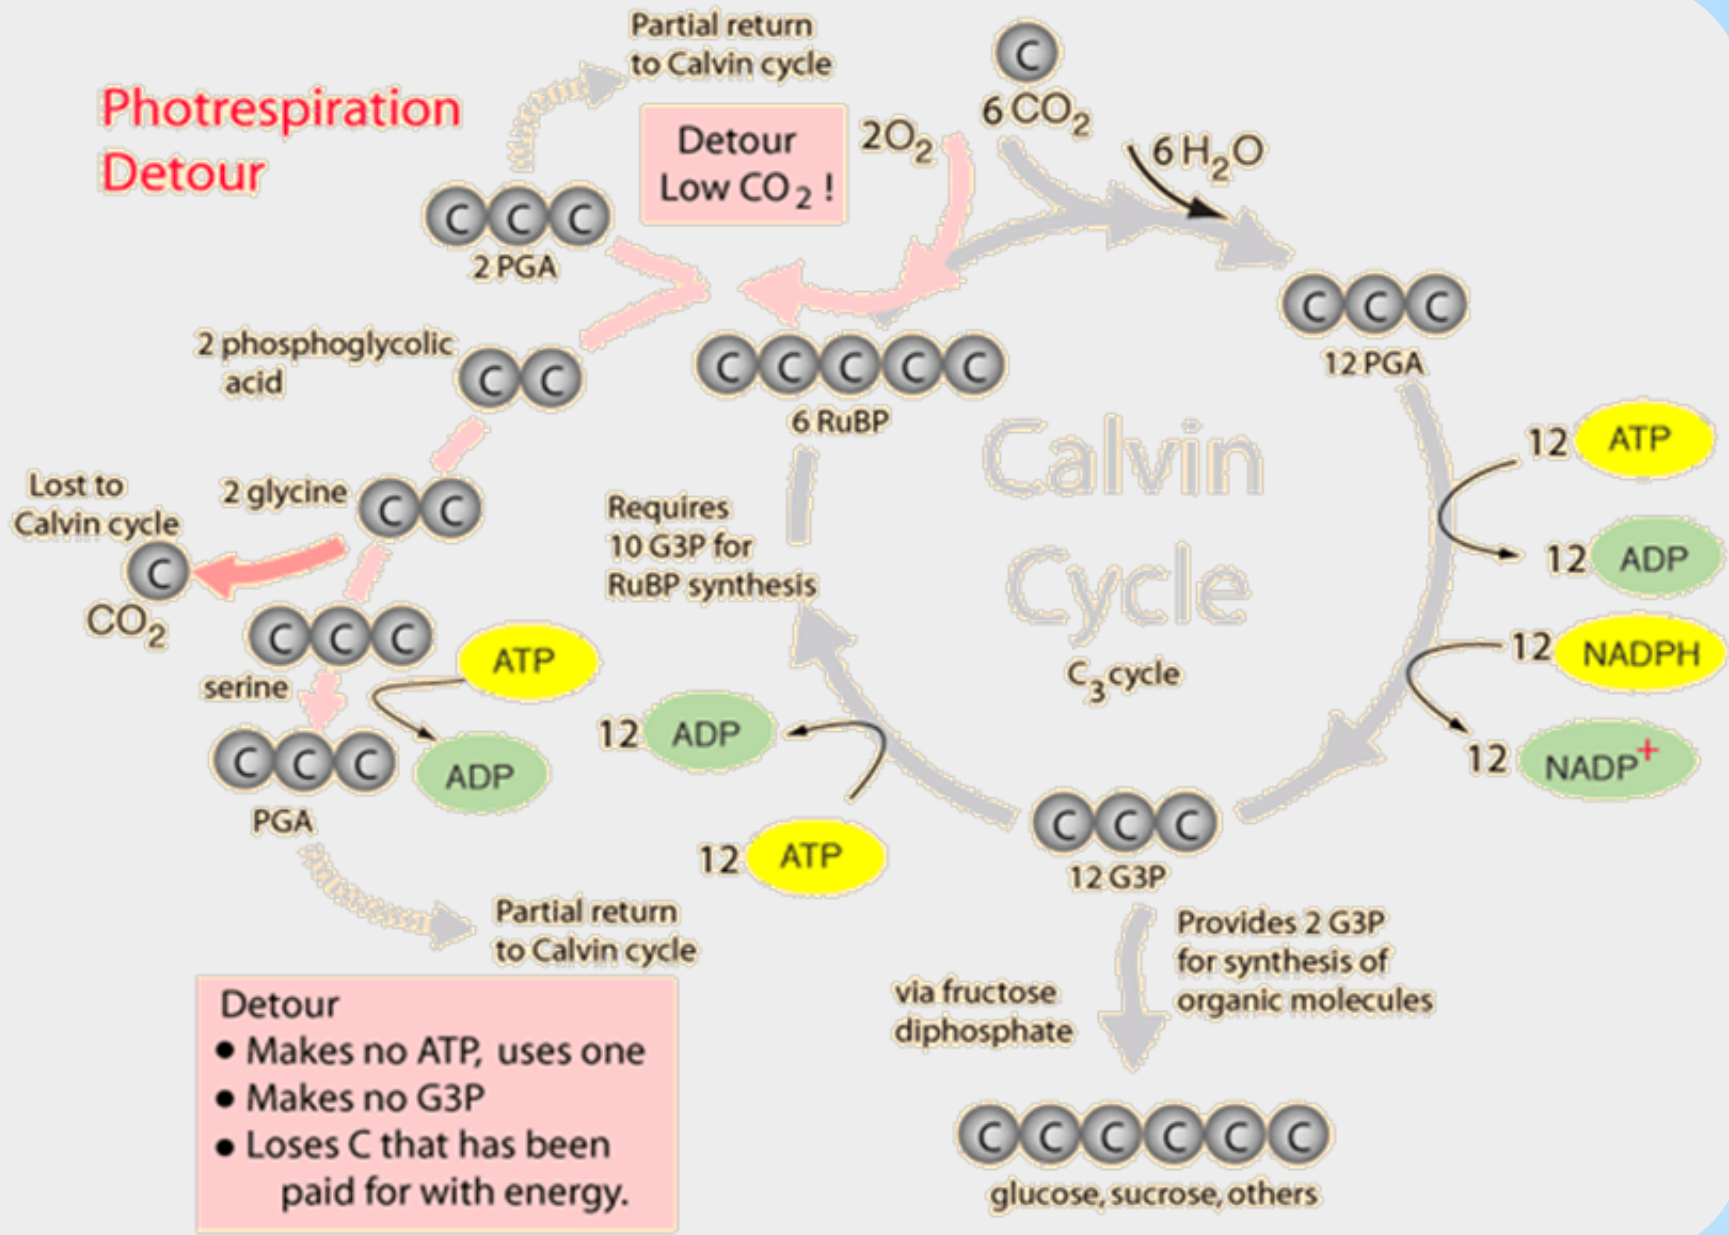 Photrespiration
Detour
Partial return
to Calvin cycle
Detour
Low CO2 !
2O2
C
6 CO2
6 H2O
C C C
2 PGA
C C C
12 PGA
2 phosphoglycolic
acid
C C
C C C C C
6 RuBP
Calvin
Cycle
C3 cycle
12 ATP
12 ADP
12 NADPH
12 NADP+
Lost to
Calvin cycle
C
CO2
2 glycine
C C
Requires
10 G3P for
RuBP synthesis
C C C
serine
ATP
ADP
C C C
PGA
12 ADP
12 ATP
C C C
12 G3P
Partial return
to Calvin cycle
Provides 2 G3P
for synthesis of
organic molecules
via fructose
diphosphate
C C C C C C
glucose, sucrose, others
Detour
● Makes no ATP, uses one
● Makes no G3P
● Loses C that has been
paid for with energy.